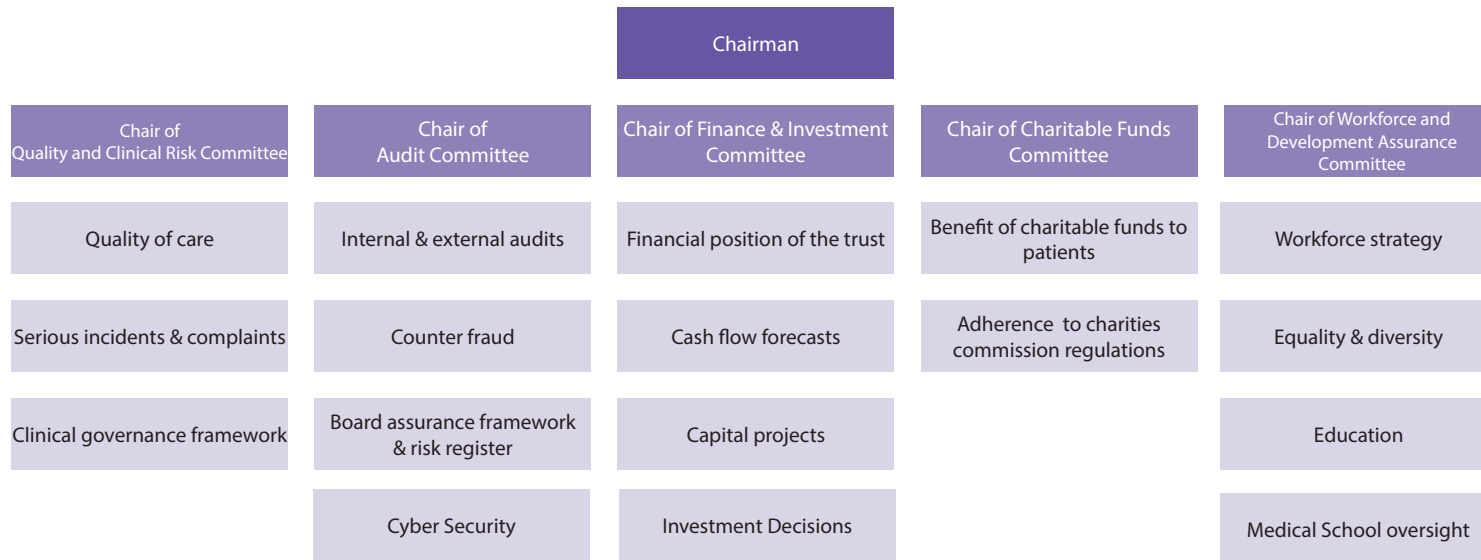 Chairman
Chair of
Quality and Clinical Risk Committee
Chair of
Audit Committee
Chair of Finance & Investment
Committee
Chair of Charitable Funds
Committee
Chair of Workforce and
Development Assurance
Committee
Quality of care
Internal & external audits
Financial position of the trust
Benefit of charitable funds to
patients
Workforce strategy
Serious incidents & complaints
Counter fraud
Cash flow forecasts
Adherence  to charities
commission regulations
Equality & diversity
Clinical governance framework
Board assurance framework
& risk register
Capital projects
Education
Cyber Security
Investment Decisions
Medical School oversight